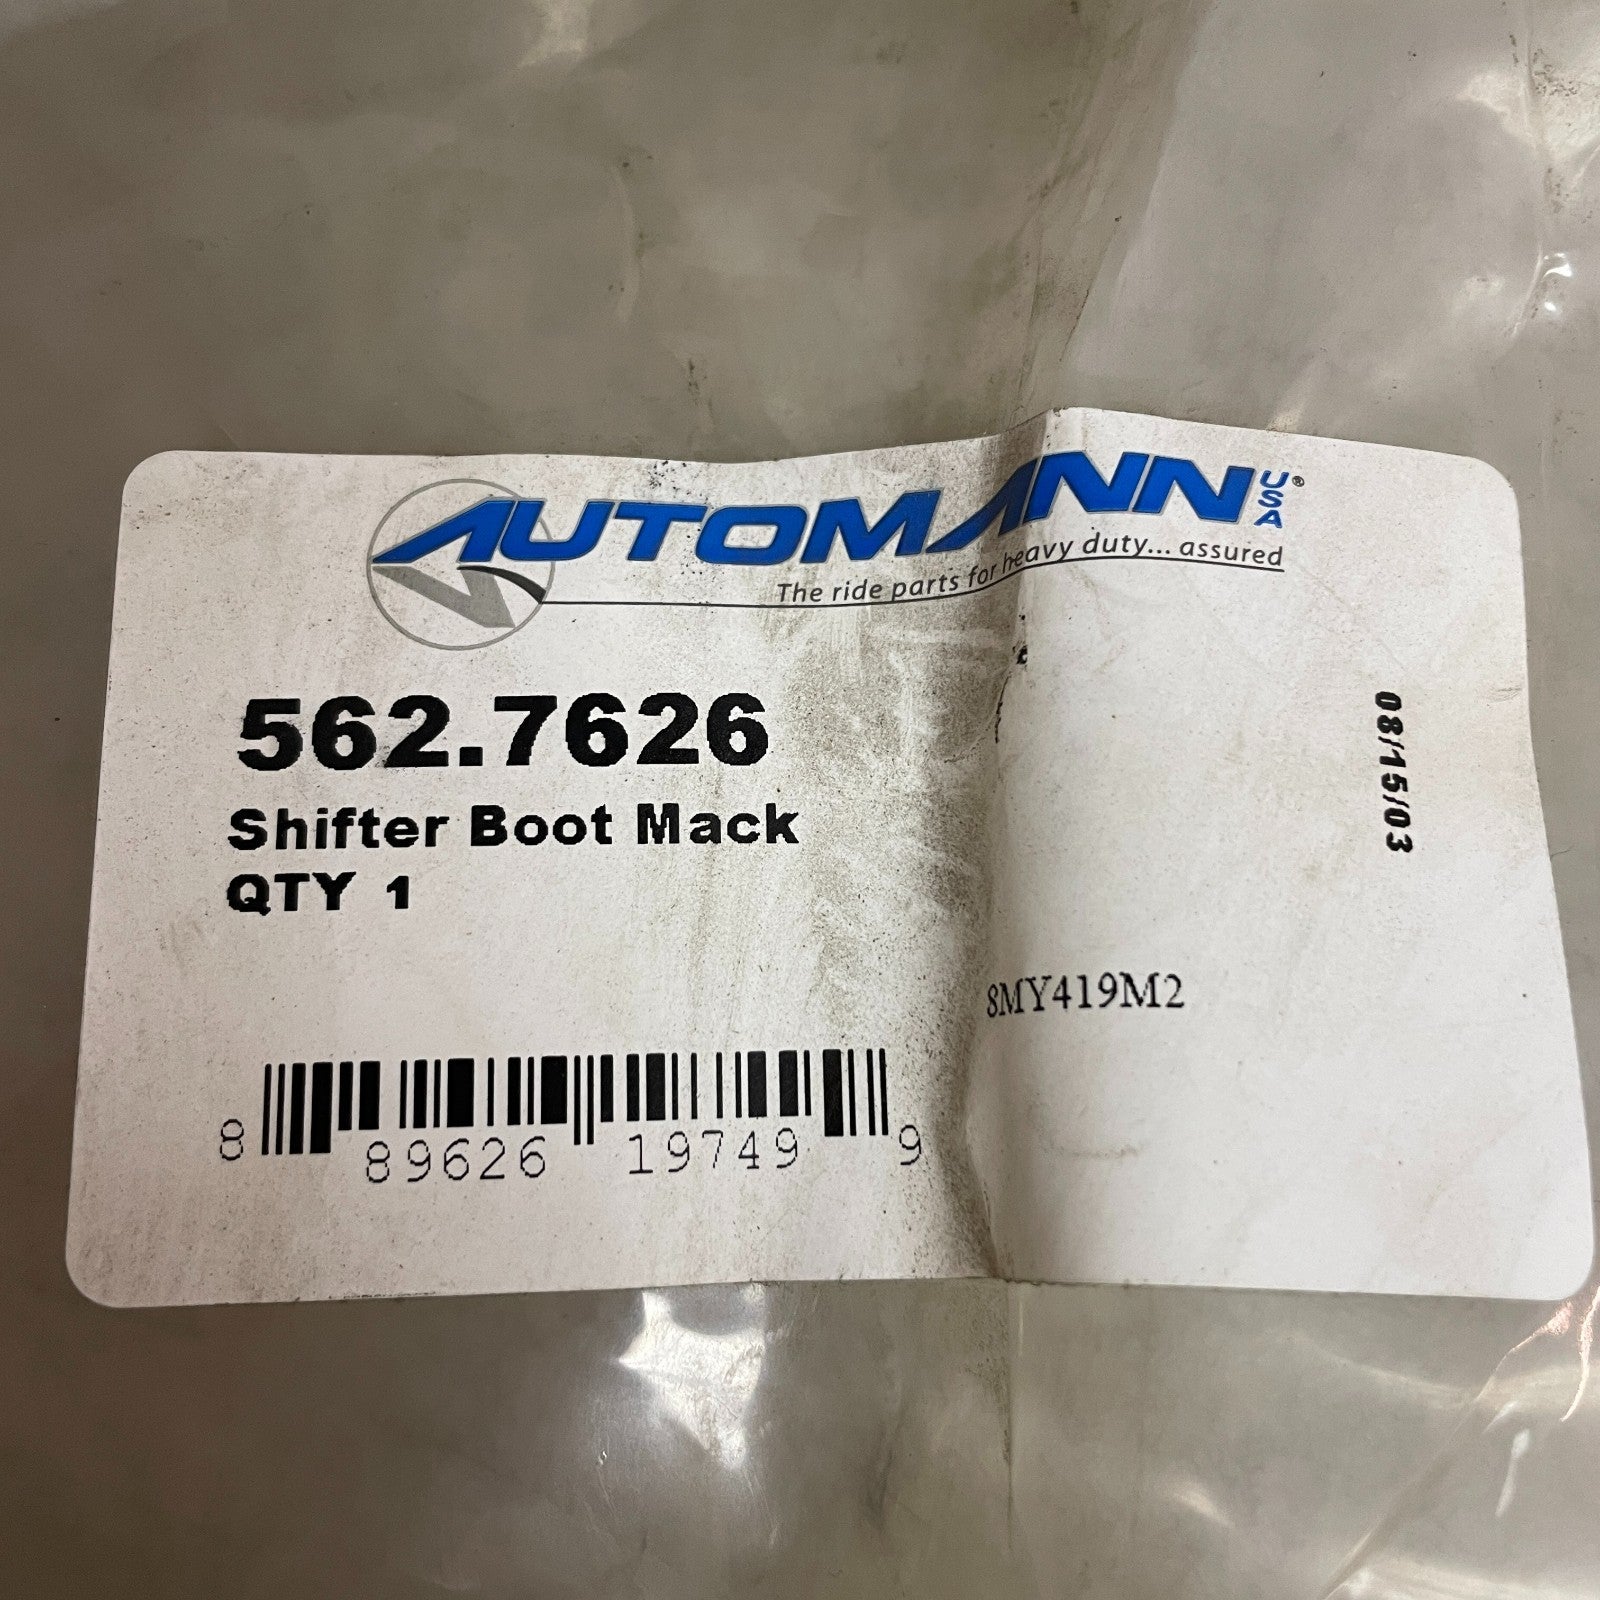 AUTOMANN USA®
The ride parts for heavy duty... assured
562.7626
Shifter Boot Mack
QTY 1
08/15/03
8MY419M2
8 89626 19749 9